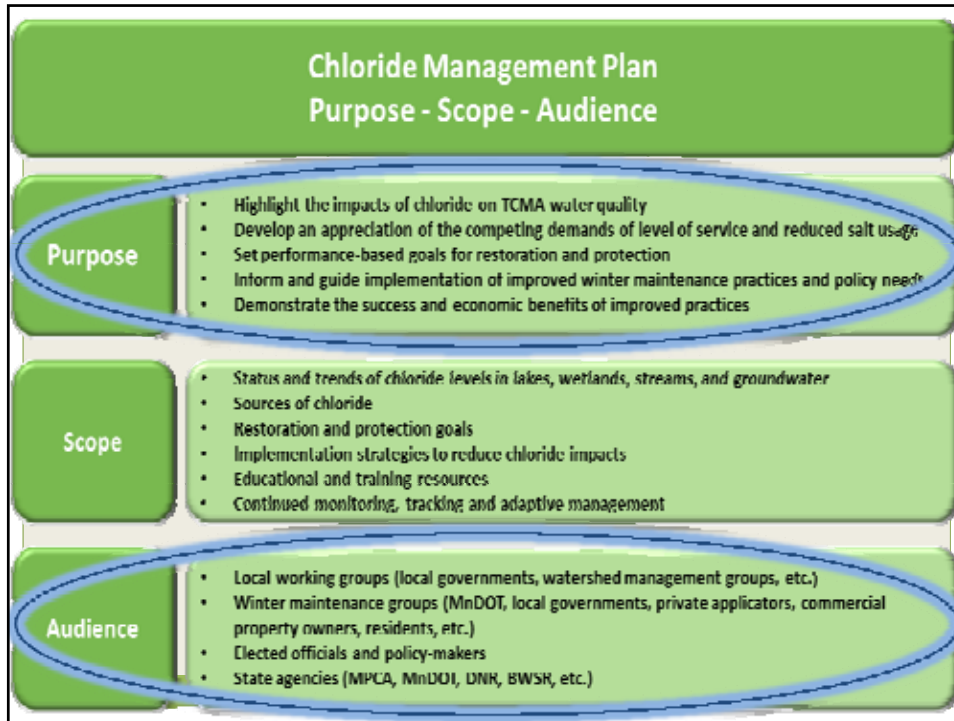 Chloride Management Plan
Purpose - Scope - Audience
Purpose
• Highlight the impacts of chloride on TCMA water quality
• Develop an appreciation of the competing demands of level of service and reduced salt usage
• Set performance-based goals for restoration and protection
• Inform and guide implementation of improved winter maintenance practices and policy needs
• Demonstrate the success and economic benefits of improved practices
Scope
• Status and trends of chloride levels in lakes, wetlands, streams, and groundwater
• Sources of chloride
• Restoration and protection goals
• Implementation strategies to reduce chloride impacts
• Educational and training resources
• Continued monitoring, tracking and adaptive management
Audience
• Local working groups (local governments, watershed management groups, etc.)
• Winter maintenance groups (MnDOT, local governments, private applicators, commercial
property owners, residents, etc.)
• Elected officials and policy-makers
• State agencies (MPCA, MnDOT, DNR, BWSR, etc.)